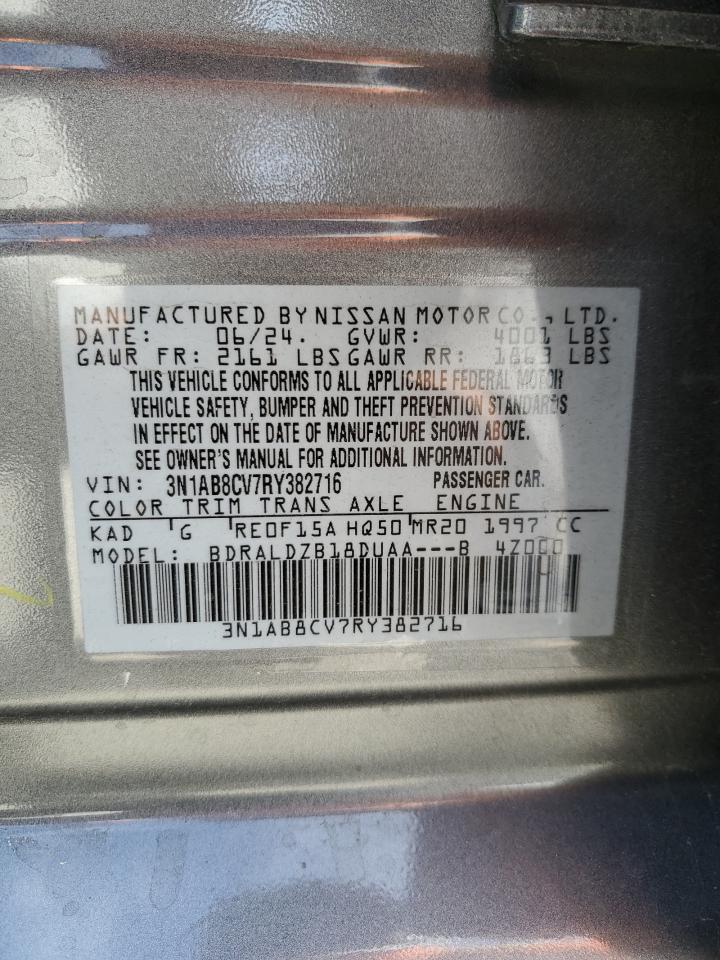 MANUFACTURED BY NISSAN MOTOR CO., LTD.
DATE: 06/24. GVWR: 4001 LBS
GAWR FR: 2161 LBS GAWR RR: 1863 LBS
THIS VEHICLE CONFORMS TO ALL APPLICABLE FEDERAL MOTOR
VEHICLE SAFETY, BUMPER AND THEFT PREVENTION STANDARDS
IN EFFECT ON THE DATE OF MANUFACTURE SHOWN ABOVE.
SEE OWNER'S MANUAL FOR ADDITIONAL INFORMATION.
VIN: 3N1AB8CV7RY382716 PASSENGER CAR.
COLOR TRIM TRANS AXLE ENGINE
KAD G RE0F15A HQ50 MR20 1997 CC
MODEL: BDRALDZB18DUAA---B 4Z000
4
3N1AB8CV7RY382716